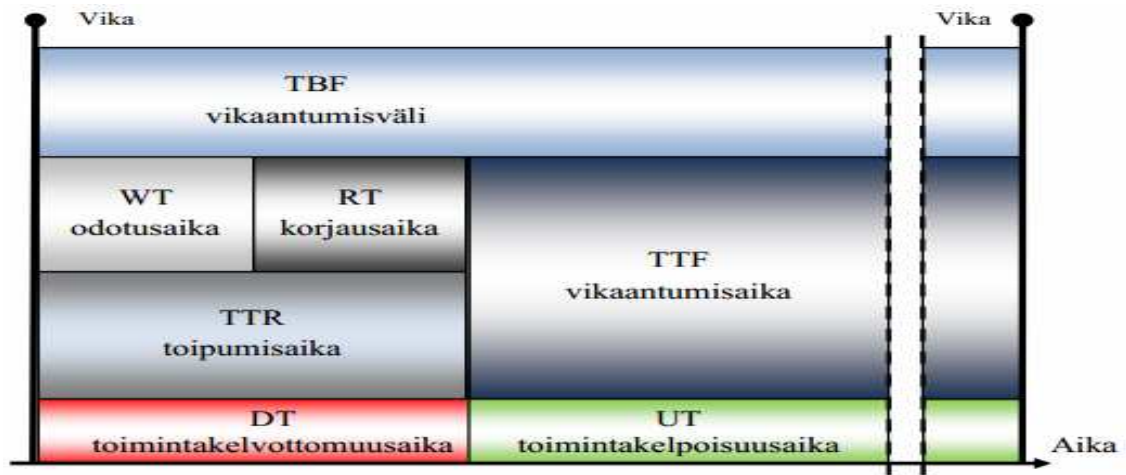 Vika
Vika
TBF
vikaantumisväli
WT
odotusaika
RT
korjausaika
TTF
vikaantumisaika
TTR
toipumisaika
DT
toimintakelvottomuusaika
UT
toimintakelpoisuusaika
Aika